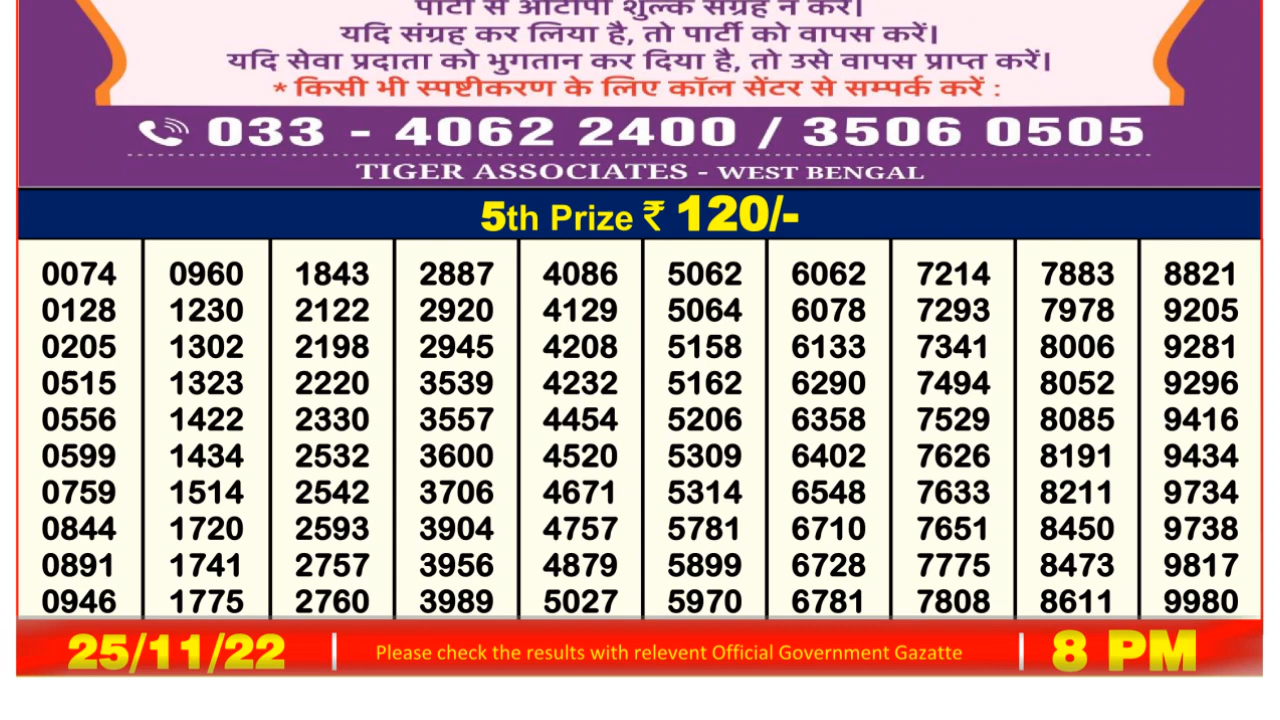 पार्टी से ओटीपी शुल्क संग्रह न करें।
यदि संग्रह कर लिया है, तो पार्टी को वापस करें।
यदि सेवा प्रदाता को भुगतान कर दिया है, तो उसे वापस प्राप्त करें।
* किसी भी स्पष्टीकरण के लिए कॉल सेंटर से सम्पर्क करें :
033 - 4062 2400 / 3506 0505
TIGER ASSOCIATES - WEST BENGAL
5th Prize ₹ 120/-
0074 0960 1843 2887 4086 5062 6062 7214 7883 8821
0128 1230 2122 2920 4129 5064 6078 7293 7978 9205
0205 1302 2198 2945 4208 5158 6133 7341 8006 9281
0515 1323 2220 3539 4232 5162 6290 7494 8052 9296
0556 1422 2330 3557 4454 5206 6358 7529 8085 9416
0599 1434 2532 3600 4520 5309 6402 7626 8191 9434
0759 1514 2542 3706 4671 5314 6548 7633 8211 9734
0844 1720 2593 3904 4757 5781 6710 7651 8450 9738
0891 1741 2757 3956 4879 5899 6728 7775 8473 9817
0946 1775 2760 3989 5027 5970 6781 7808 8611 9980
25/11/22 Please check the results with relevent Official Government Gazatte 8 PM